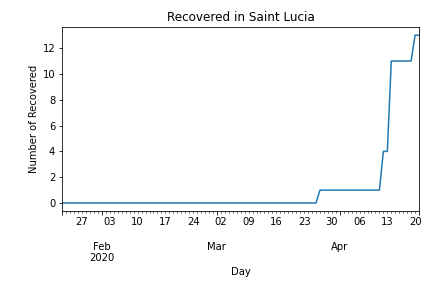 Recovered in Saint Lucia
Number of Recovered
12
10
8
6
4
2
0
27 03 10 17 24 02 09 16 23 30 06 13 20
Feb Mar Apr
2020
Day